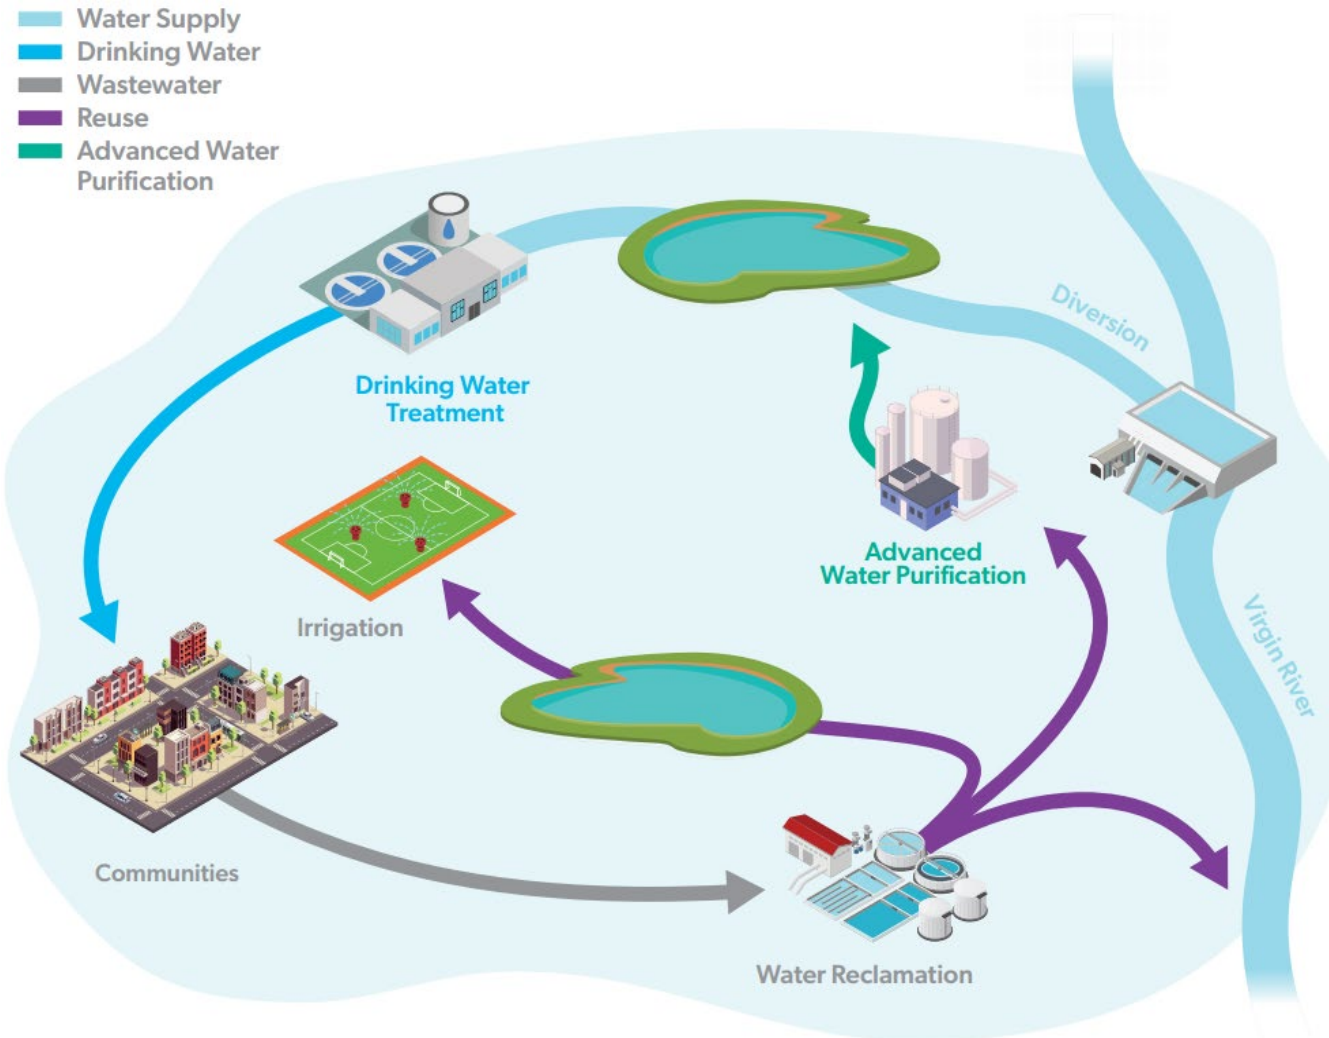 Water Supply
Drinking Water
Wastewater
Reuse
Advanced Water
Purification
Diversion
Drinking Water
Treatment
Advanced
Water Purification
Virgin River
Irrigation
Communities
Water Reclamation